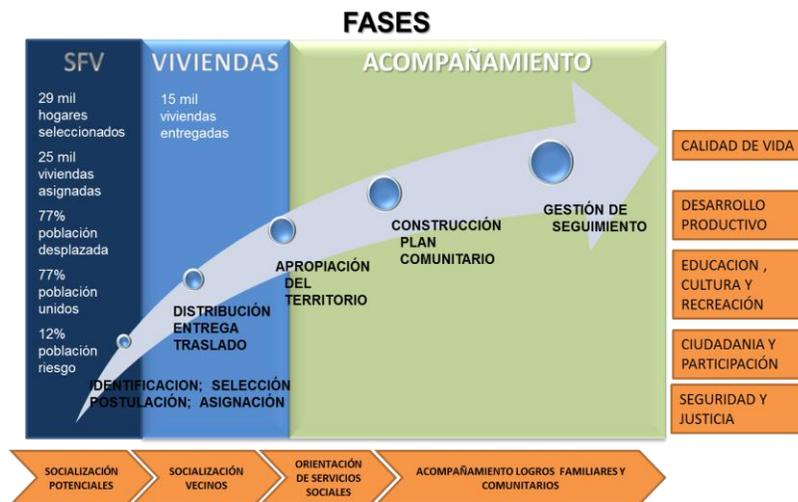 FASES
SFV
29 mil
hogares
seleccionados
25 mil
viviendas
asignadas
77%
población
desplazada
77%
población
unidos
12%
población
riesgo
VIVIENDAS
15 mil
viviendas
entregadas
ACOMPAÑAMIENTO
IDENTIFICACION; SELECCIÓN
POSTULACIÓN; ASIGNACIÓN
DISTRIBUCIÓN
ENTREGA
TRASLADO
APROPIACIÓN
DEL
TERRITORIO
CONSTRUCCIÓN
PLAN
COMUNITARIO
GESTIÓN DE
SEGUIMIENTO
CALIDAD DE VIDA
DESARROLLO
PRODUCTIVO
EDUCACION ,
CULTURA Y
RECREACIÓN
CIUDADANIA Y
PARTICIPACIÓN
SEGURIDAD Y
JUSTICIA
SOCIALIZACIÓN
POTENCIALES
SOCIALIZACIÓN
VECINOS
ORIENTACIÓN
DE SERVICIOS
SOCIALES
ACOMPAÑAMIENTO LOGROS FAMILIARES Y
COMUNITARIOS